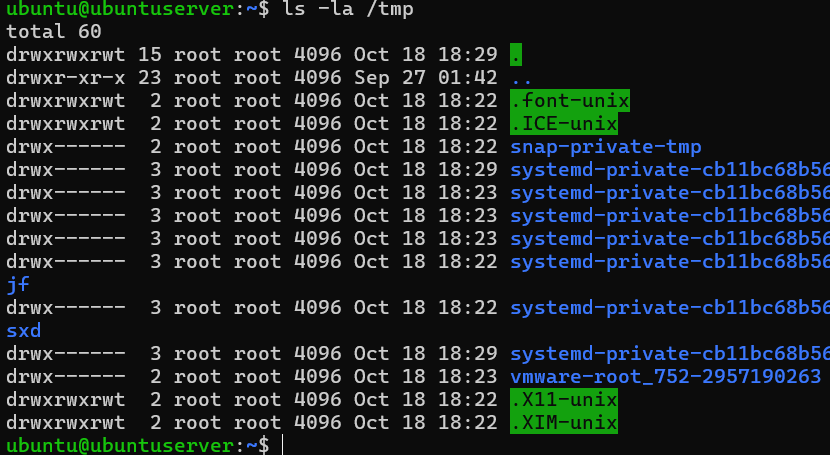 ubuntu@ubuntuserver:~$ ls -la /tmp
total 60
drwxrwxrwt 15 root root 4096 Oct 18 18:29 .
drwxr-xr-x 23 root root 4096 Sep 27 01:42 ..
drwxrwxrwt  2 root root 4096 Oct 18 18:22 .font-unix
drwxrwxrwt  2 root root 4096 Oct 18 18:22 .ICE-unix
drwx------  2 root root 4096 Oct 18 18:22 snap-private-tmp
drwx------  3 root root 4096 Oct 18 18:29 systemd-private-cb11bc68b56
drwx------  3 root root 4096 Oct 18 18:23 systemd-private-cb11bc68b56
drwx------  3 root root 4096 Oct 18 18:23 systemd-private-cb11bc68b56
drwx------  3 root root 4096 Oct 18 18:23 systemd-private-cb11bc68b56
drwx------  3 root root 4096 Oct 18 18:22 systemd-private-cb11bc68b56
jf
drwx------  3 root root 4096 Oct 18 18:22 systemd-private-cb11bc68b56
sxd
drwx------  3 root root 4096 Oct 18 18:29 systemd-private-cb11bc68b56
drwx------  2 root root 4096 Oct 18 18:23 vmware-root_752-2957190263
drwxrwxrwt  2 root root 4096 Oct 18 18:22 .X11-unix
drwxrwxrwt  2 root root 4096 Oct 18 18:22 .XIM-unix
ubuntu@ubuntuserver:~$